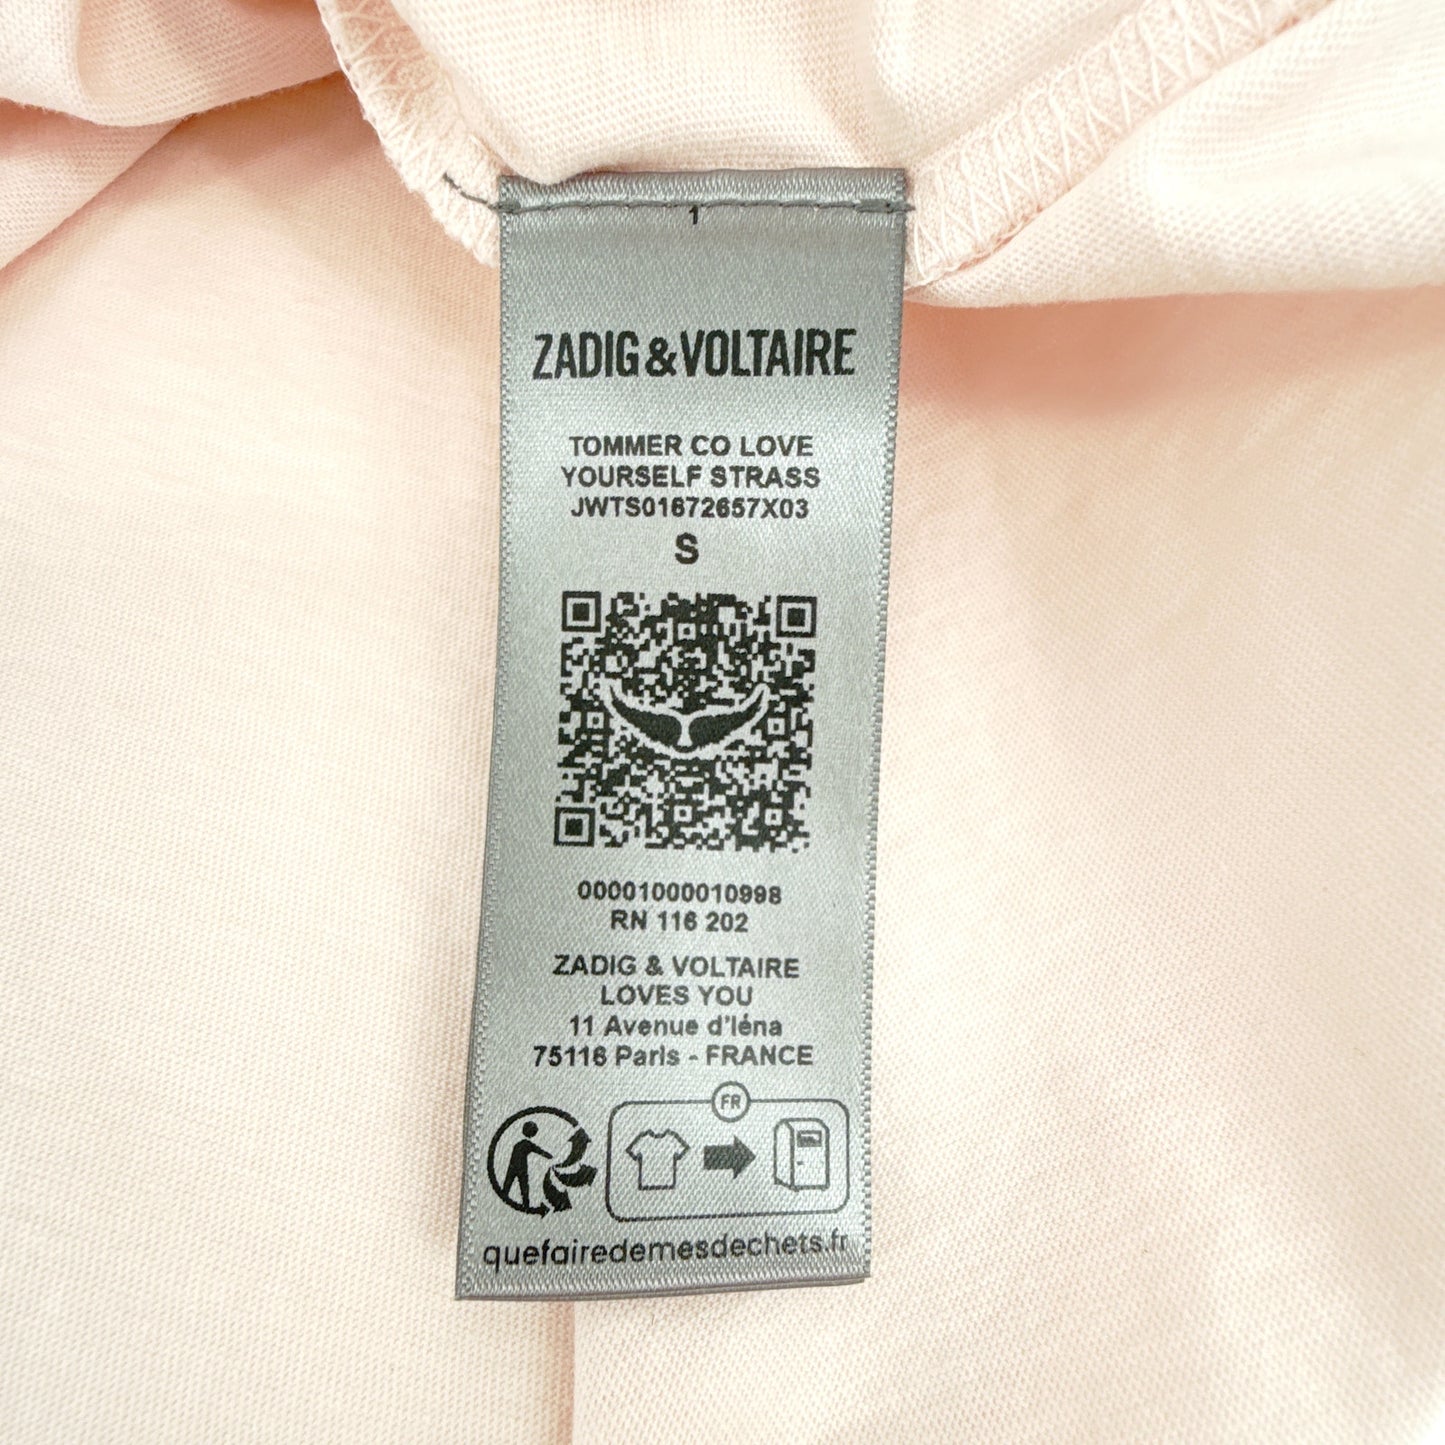 1
ZADIG&VOLTAIRE
TOMMER CO LOVE
YOURSELF STRASS
JWTS01672657X03
S
00001000010998
RN 116 202
ZADIG & VOLTAIRE
LOVES YOU
11 Avenue d'Iéna
75116 Paris - FRANCE
FR
quefairedemesdechets.fr